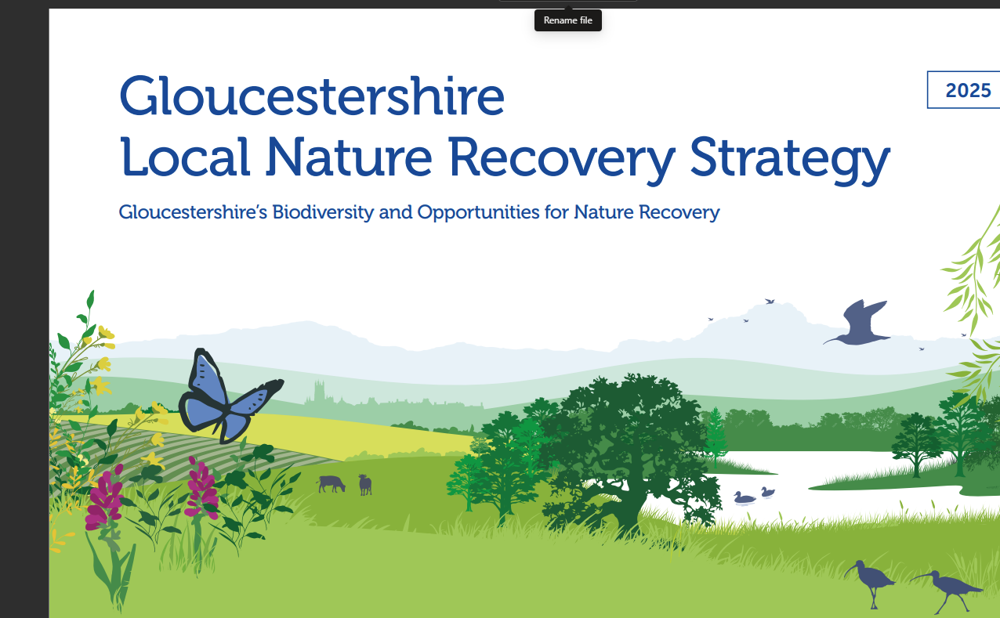 Rename file
Gloucestershire
2025
Local Nature Recovery Strategy
Gloucestershire’s Biodiversity and Opportunities for Nature Recovery